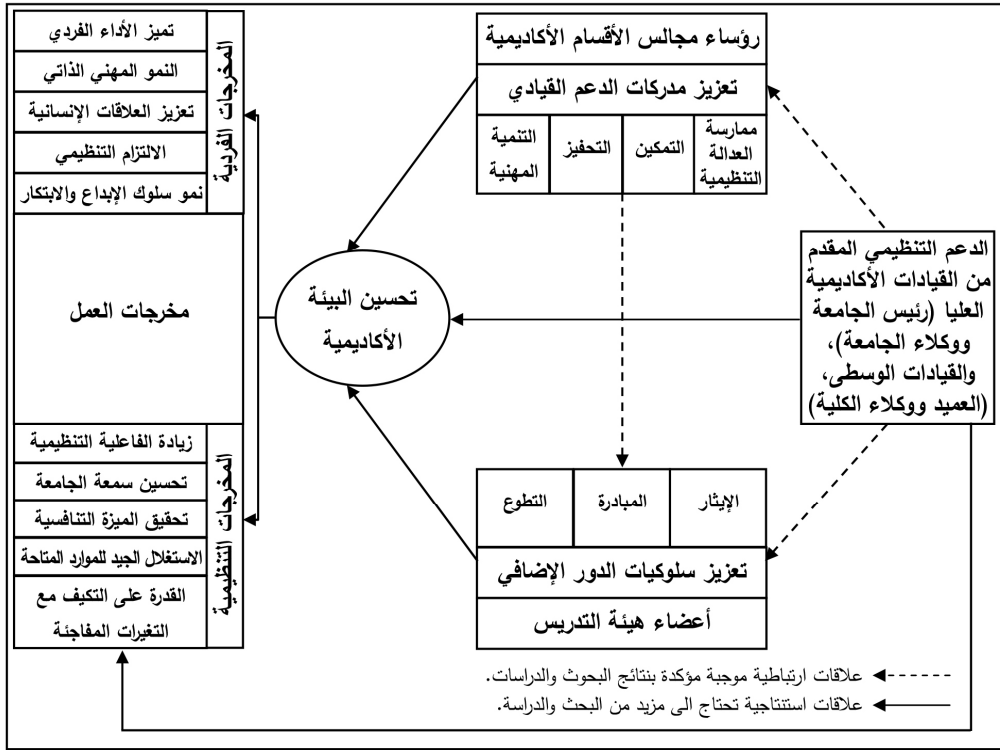 رؤساء مجالس الأقسام الأكاديمية
تعزيز مدركات الدعم القيادي
ممارسة
العدالة
التنظيمية
التمكين
التحفيز
التنمية
المهنية
الدعم التنظيمي المقدم
من القيادات الأكاديمية
العليا (رئيس الجامعة
ووكلاء الجامعة)،
والقيادات الوسطى،
(العميد ووكلاء الكلية)
تحسين البيئة
الأكاديمية
الإيثار
المبادرة
التطوع
تعزيز سلوكيات الدور الإضافي
أعضاء هيئة التدريس
المخرجات الفردية
تميز الأداء الفردي
النمو المهني الذاتي
تعزيز العلاقات الإنسانية
الالتزام التنظيمي
نمو سلوك الإبداع والابتكار
مخرجات العمل
المخرجات التنظيمية
زيادة الفاعلية التنظيمية
تحسين سمعة الجامعة
تحقيق الميزة التنافسية
الاستغلال الجيد للموارد المتاحة
القدرة على التكيف مع
التغيرات المفاجئة
علاقات ارتباطية موجبة مؤكدة بنتائج البحوث والدراسات.
علاقات استنتاجية تحتاج الى مزيد من البحث والدراسة.